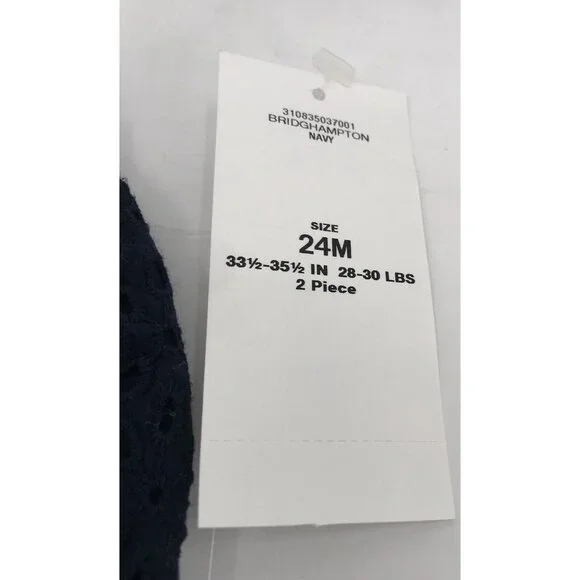 310835037001
BRIDGHAMPTON
NAVY
SIZE
24M
33½-35½ IN 28-30 LBS
2 Piece